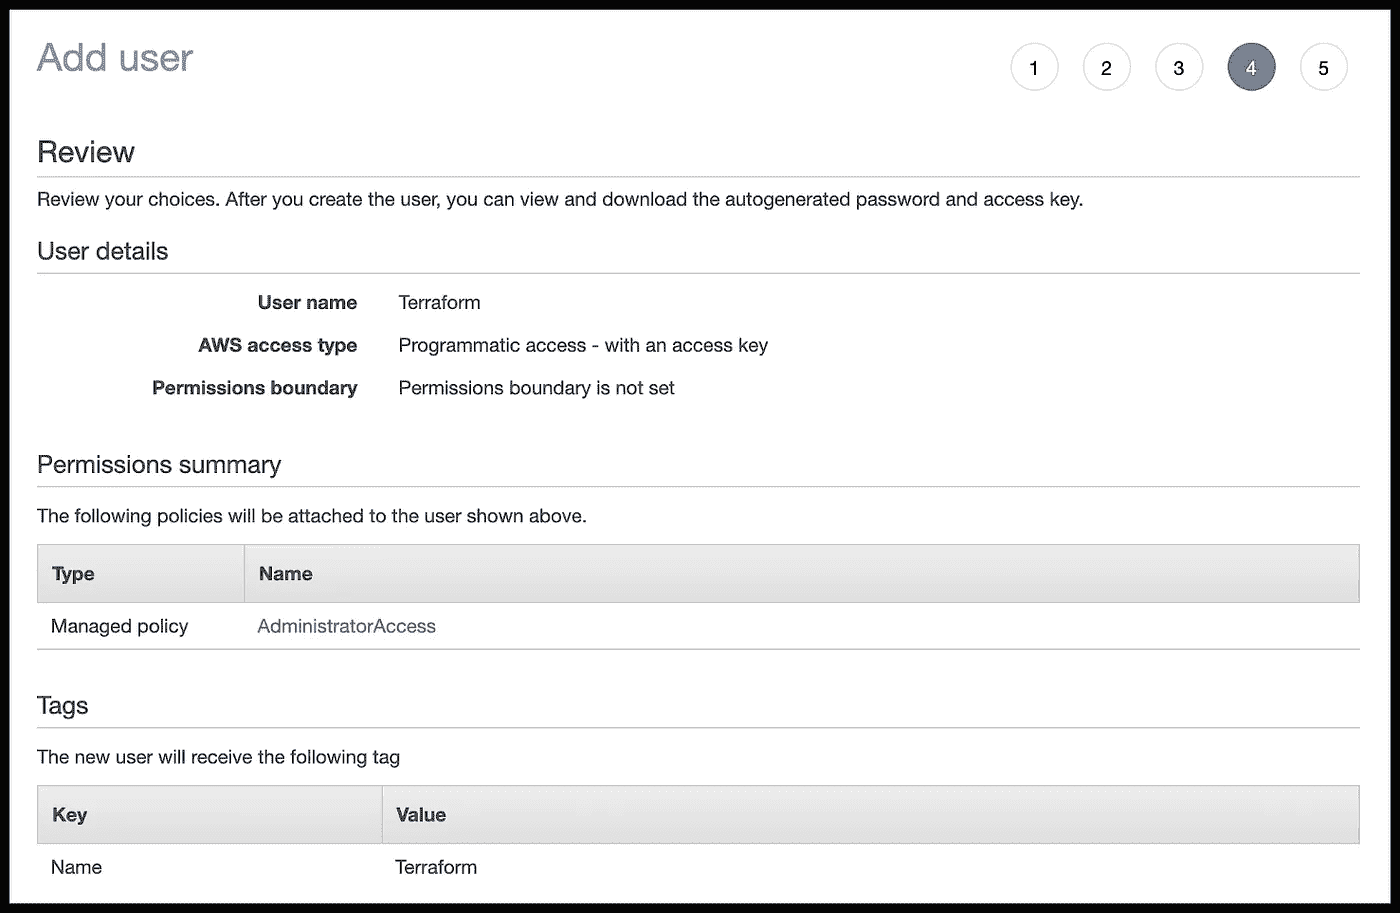 Add user
1 2 3 4 5
Review
Review your choices. After you create the user, you can view and download the autogenerated password and access key.
User details
User name Terraform
AWS access type Programmatic access - with an access key
Permissions boundary Permissions boundary is not set
Permissions summary
The following policies will be attached to the user shown above.
Type Name
Managed policy AdministratorAccess
Tags
The new user will receive the following tag
Key Value
Name Terraform